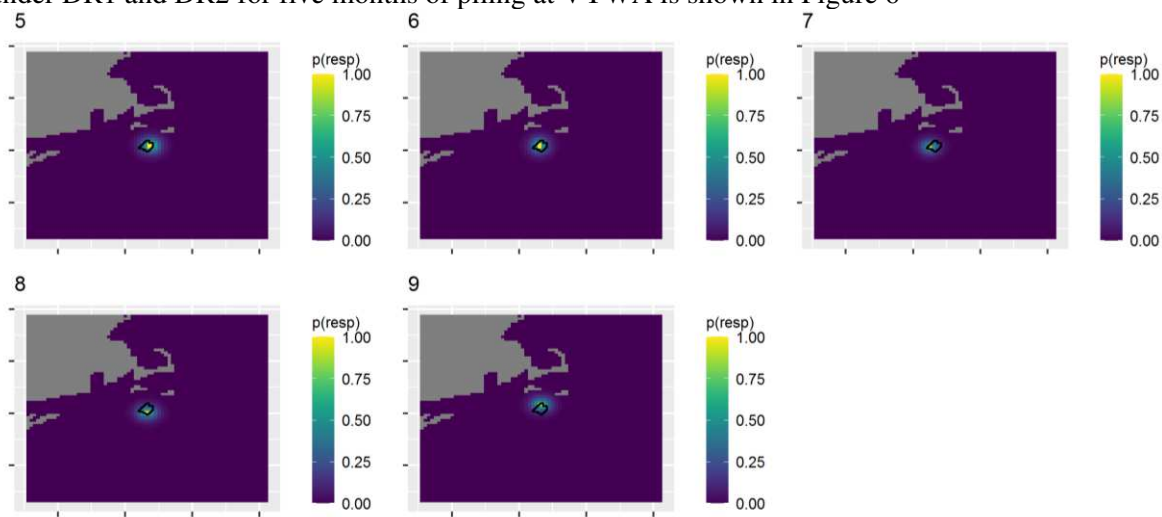 under DR1 and DR2 for five months of piling at is shown in Figure
5 6 7
p(resp) p(resp) p(resp)
1.00 1.00 1.00
0.75 0.75 0.75
0.50 0.50 0.50
0.25 0.25 0.25
0.00 0.00 0.00
8 9
p(resp) p(resp)
1.00 1.00
0.75 0.75
0.50 0.50
0.25 0.25
0.00 0.00